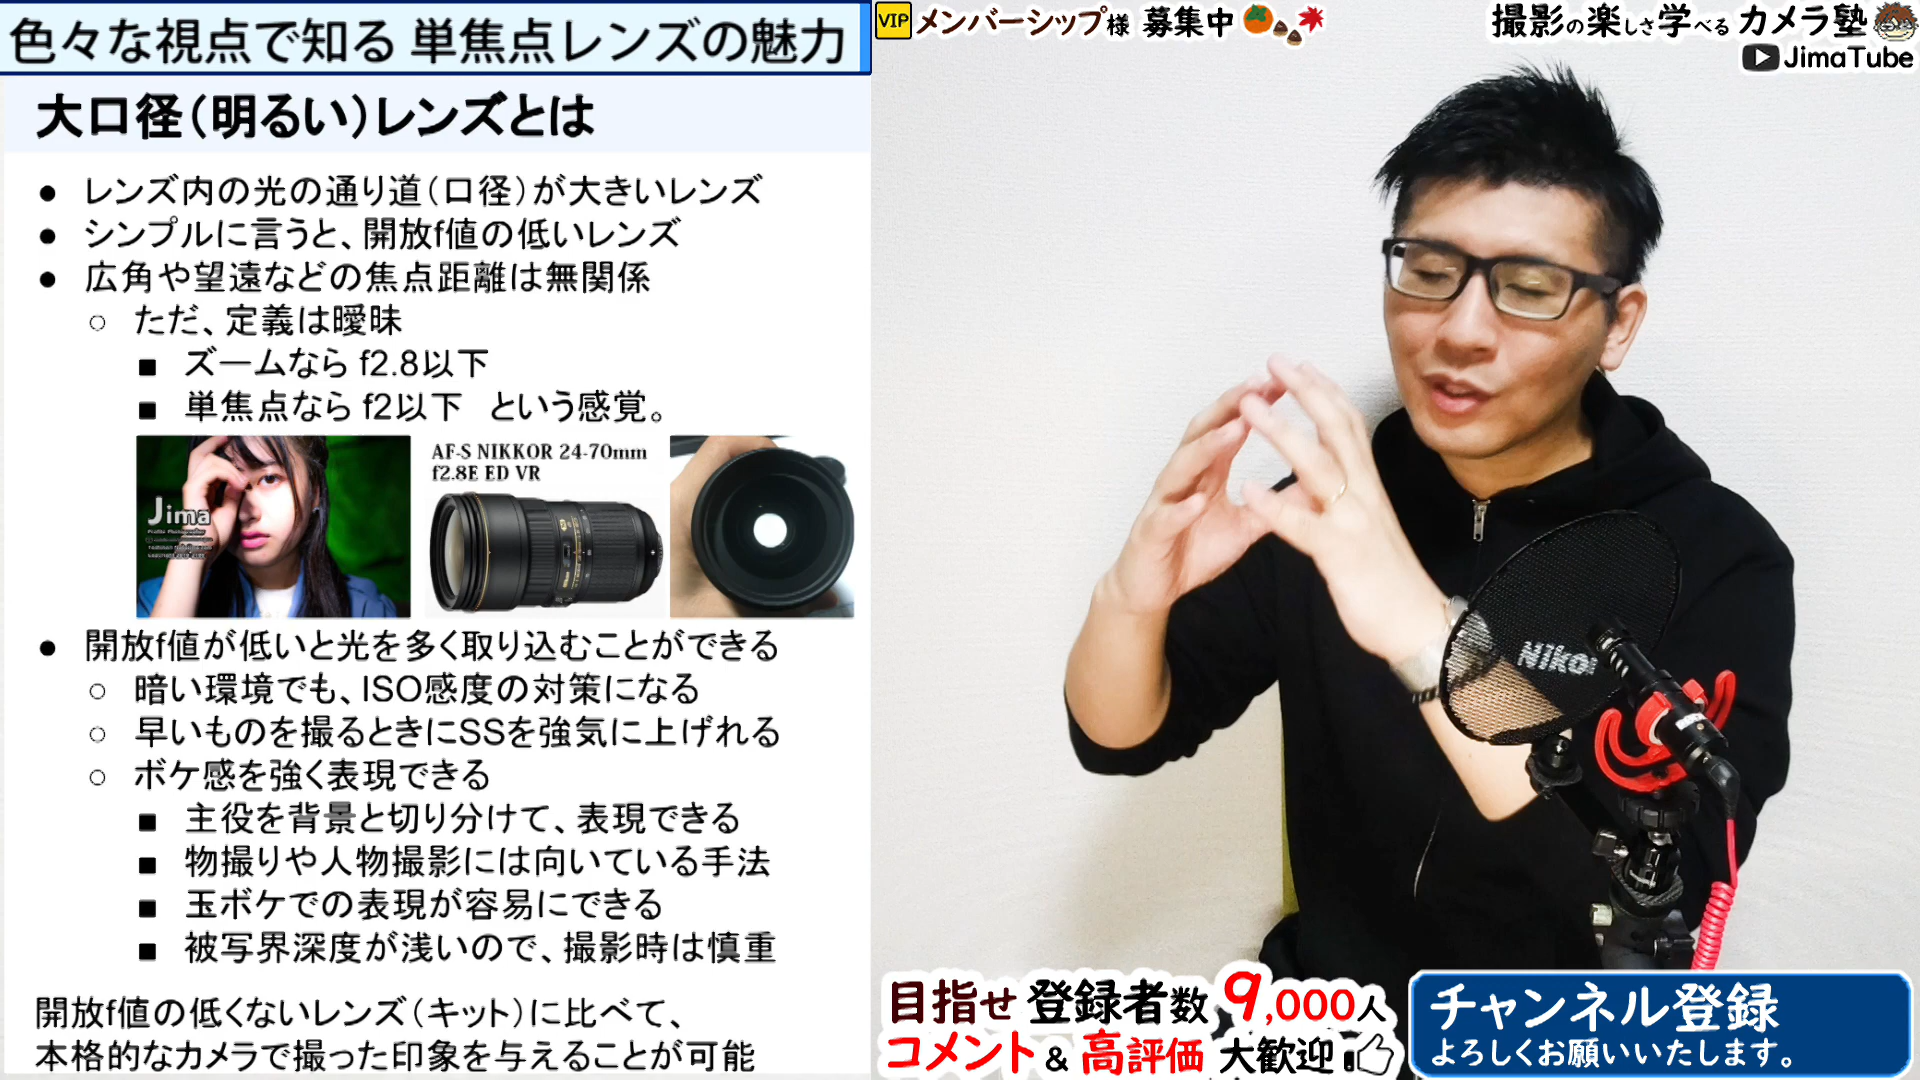 色々な視点で知る 単焦点レンズの魅力
大口径（明るい）レンズとは
● レンズ内の光の通り道（口径）が大きいレンズ
● シンプルに言うと、開放f値の低いレンズ
● 広角や望遠などの焦点距離は無関係
○ ただ、定義は曖昧
■ ズームなら f2.8以下
■ 単焦点なら f2以下 という感覚。
Jima
AF-S NIKKOR 24-70mm
f2.8E ED VR
● 開放f値が低いと光を多く取り込むことができる
○ 暗い環境でも、ISO感度の対策になる
○ 早いものを撮るときにSSを強気に上げれる
○ ボケ感を強く表現できる
■ 主役を背景と切り分けて、表現できる
■ 物撮りや人物撮影には向いている手法
■ 玉ボケでの表現が容易にできる
■ 被写界深度が浅いので、撮影時は慎重
開放f値の低くないレンズ（キット）に比べて、
本格的なカメラで撮った印象を与えることが可能
VIP メンバーシップ様 募集中
撮影の楽しさ学べる カメラ塾
JimaTube
Nikon
目指せ 登録者数 9,000人
コメント & 高評価 大歓迎
チャンネル登録
よろしくお願いいたします。